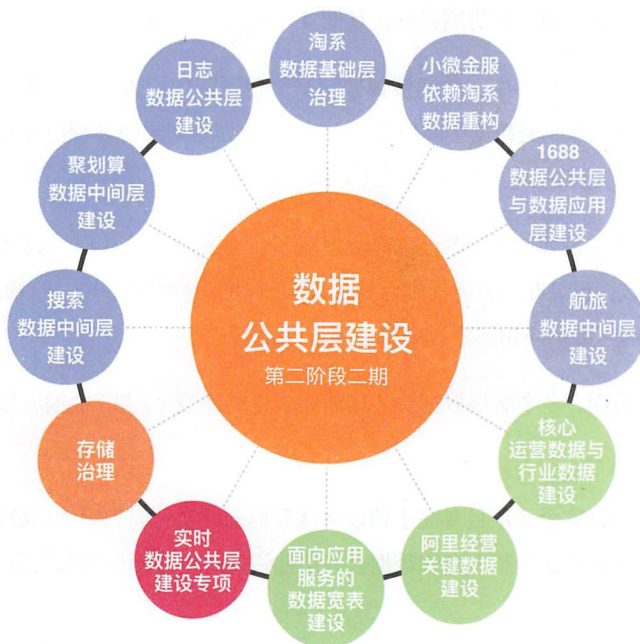 数据
公共层建设
第二阶段二期
淘系
数据基础层
治理
小微金服
依赖淘系
数据重构
1688
数据公共层
与数据应用
层建设
航旅
数据中间层
建设
核心
运营数据与
行业数据
建设
阿里经营
关键数据
建设
面向应用
服务的
数据宽表
建设
实时
数据公共层
建设专项
存储
治理
搜索
数据中间层
建设
聚划算
数据中间层
建设
日志
数据公共层
建设